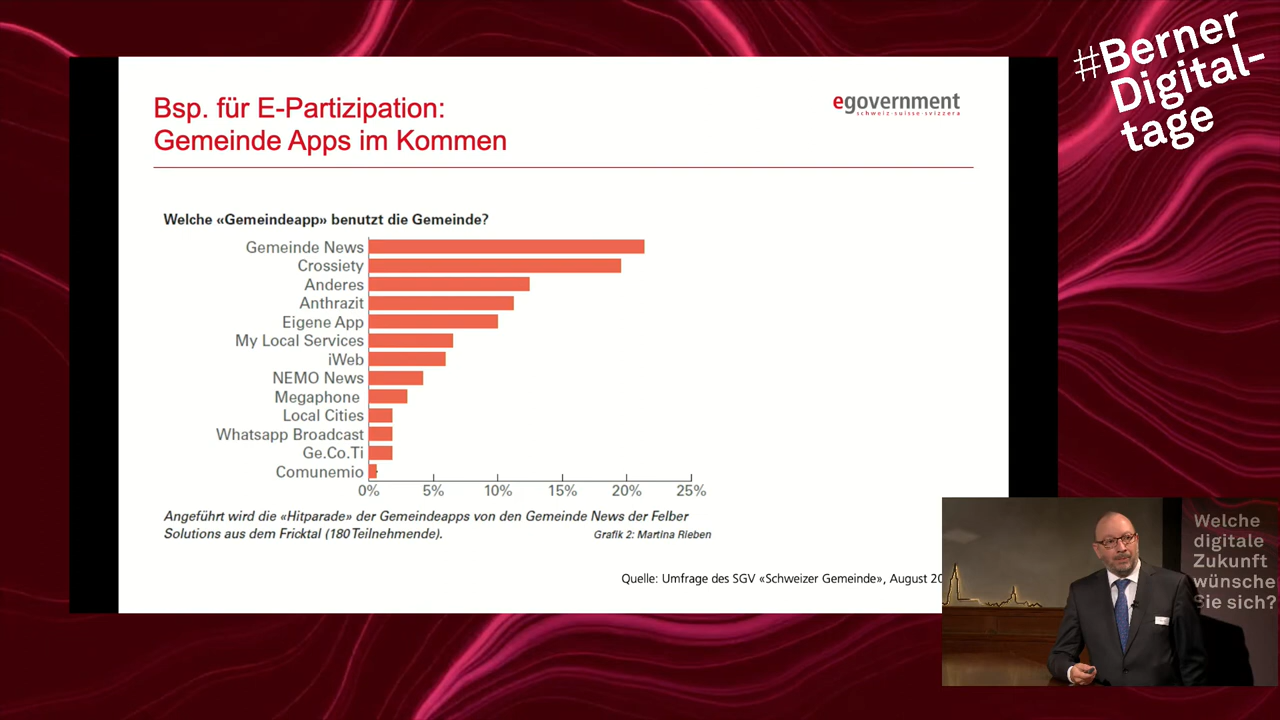 #Berner
Digital-
tage
Bsp. für E-Partizipation:
Gemeinde Apps im Kommen
egovernment
schweiz·suisse·svizzera
Welche «Gemeindeapp» benutzt die Gemeinde?
Gemeinde News
Crossiety
Anderes
Anthrazit
Eigene App
My Local Services
iWeb
NEMO News
Megaphone
Local Cities
Whatsapp Broadcast
Ge.Co.Ti
Comunemio
0% 5% 10% 15% 20% 25%
Angeführt wird die «Hitparade» der Gemeindeapps von den Gemeinde News der Felber
Solutions aus dem Fricktal (180 Teilnehmende).
Grafik 2: Martina Rieben
Quelle: Umfrage des SGV «Schweizer Gemeinde», August 20
Welche
digitale
Zukunft
wünsche
Sie sich?